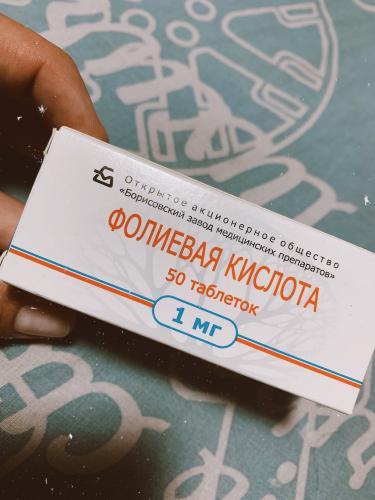 Открытое акционерное общество
«Борисовский завод медицинских препаратов»
ФОЛИЕВАЯ КИСЛОТА
50 таблеток
1 мг